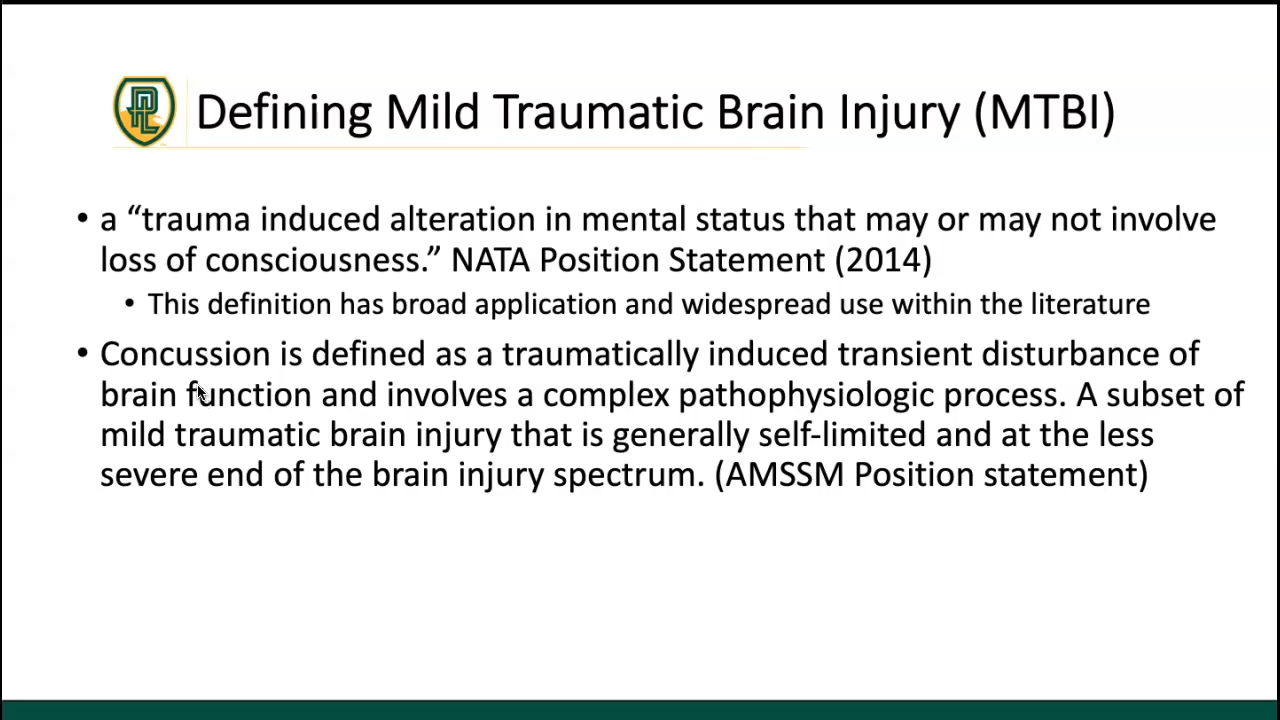 Defining Mild Traumatic Brain Injury (MTBI)
• a “trauma induced alteration in mental status that may or may not involve
loss of consciousness.” NATA Position Statement (2014)
• This definition has broad application and widespread use within the literature
• Concussion is defined as a traumatically induced transient disturbance of
brain function and involves a complex pathophysiologic process. A subset of
mild traumatic brain injury that is generally self-limited and at the less
severe end of the brain injury spectrum. (AMSSM Position statement)